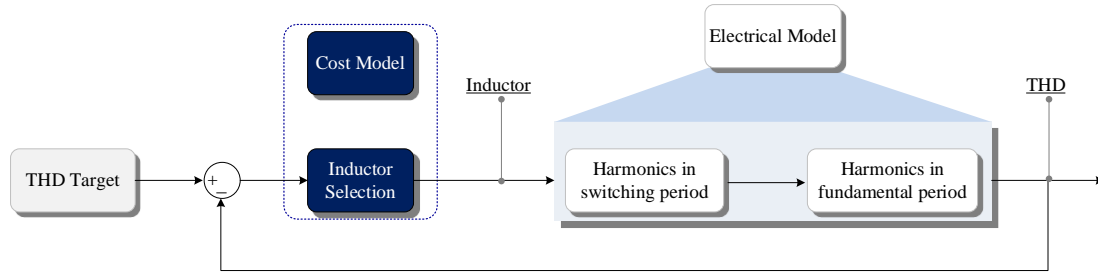 Electrical Model
Cost Model
Inductor
THD
THD Target
+
−
Inductor
Selection
Harmonics in
switching period
Harmonics in
fundamental period